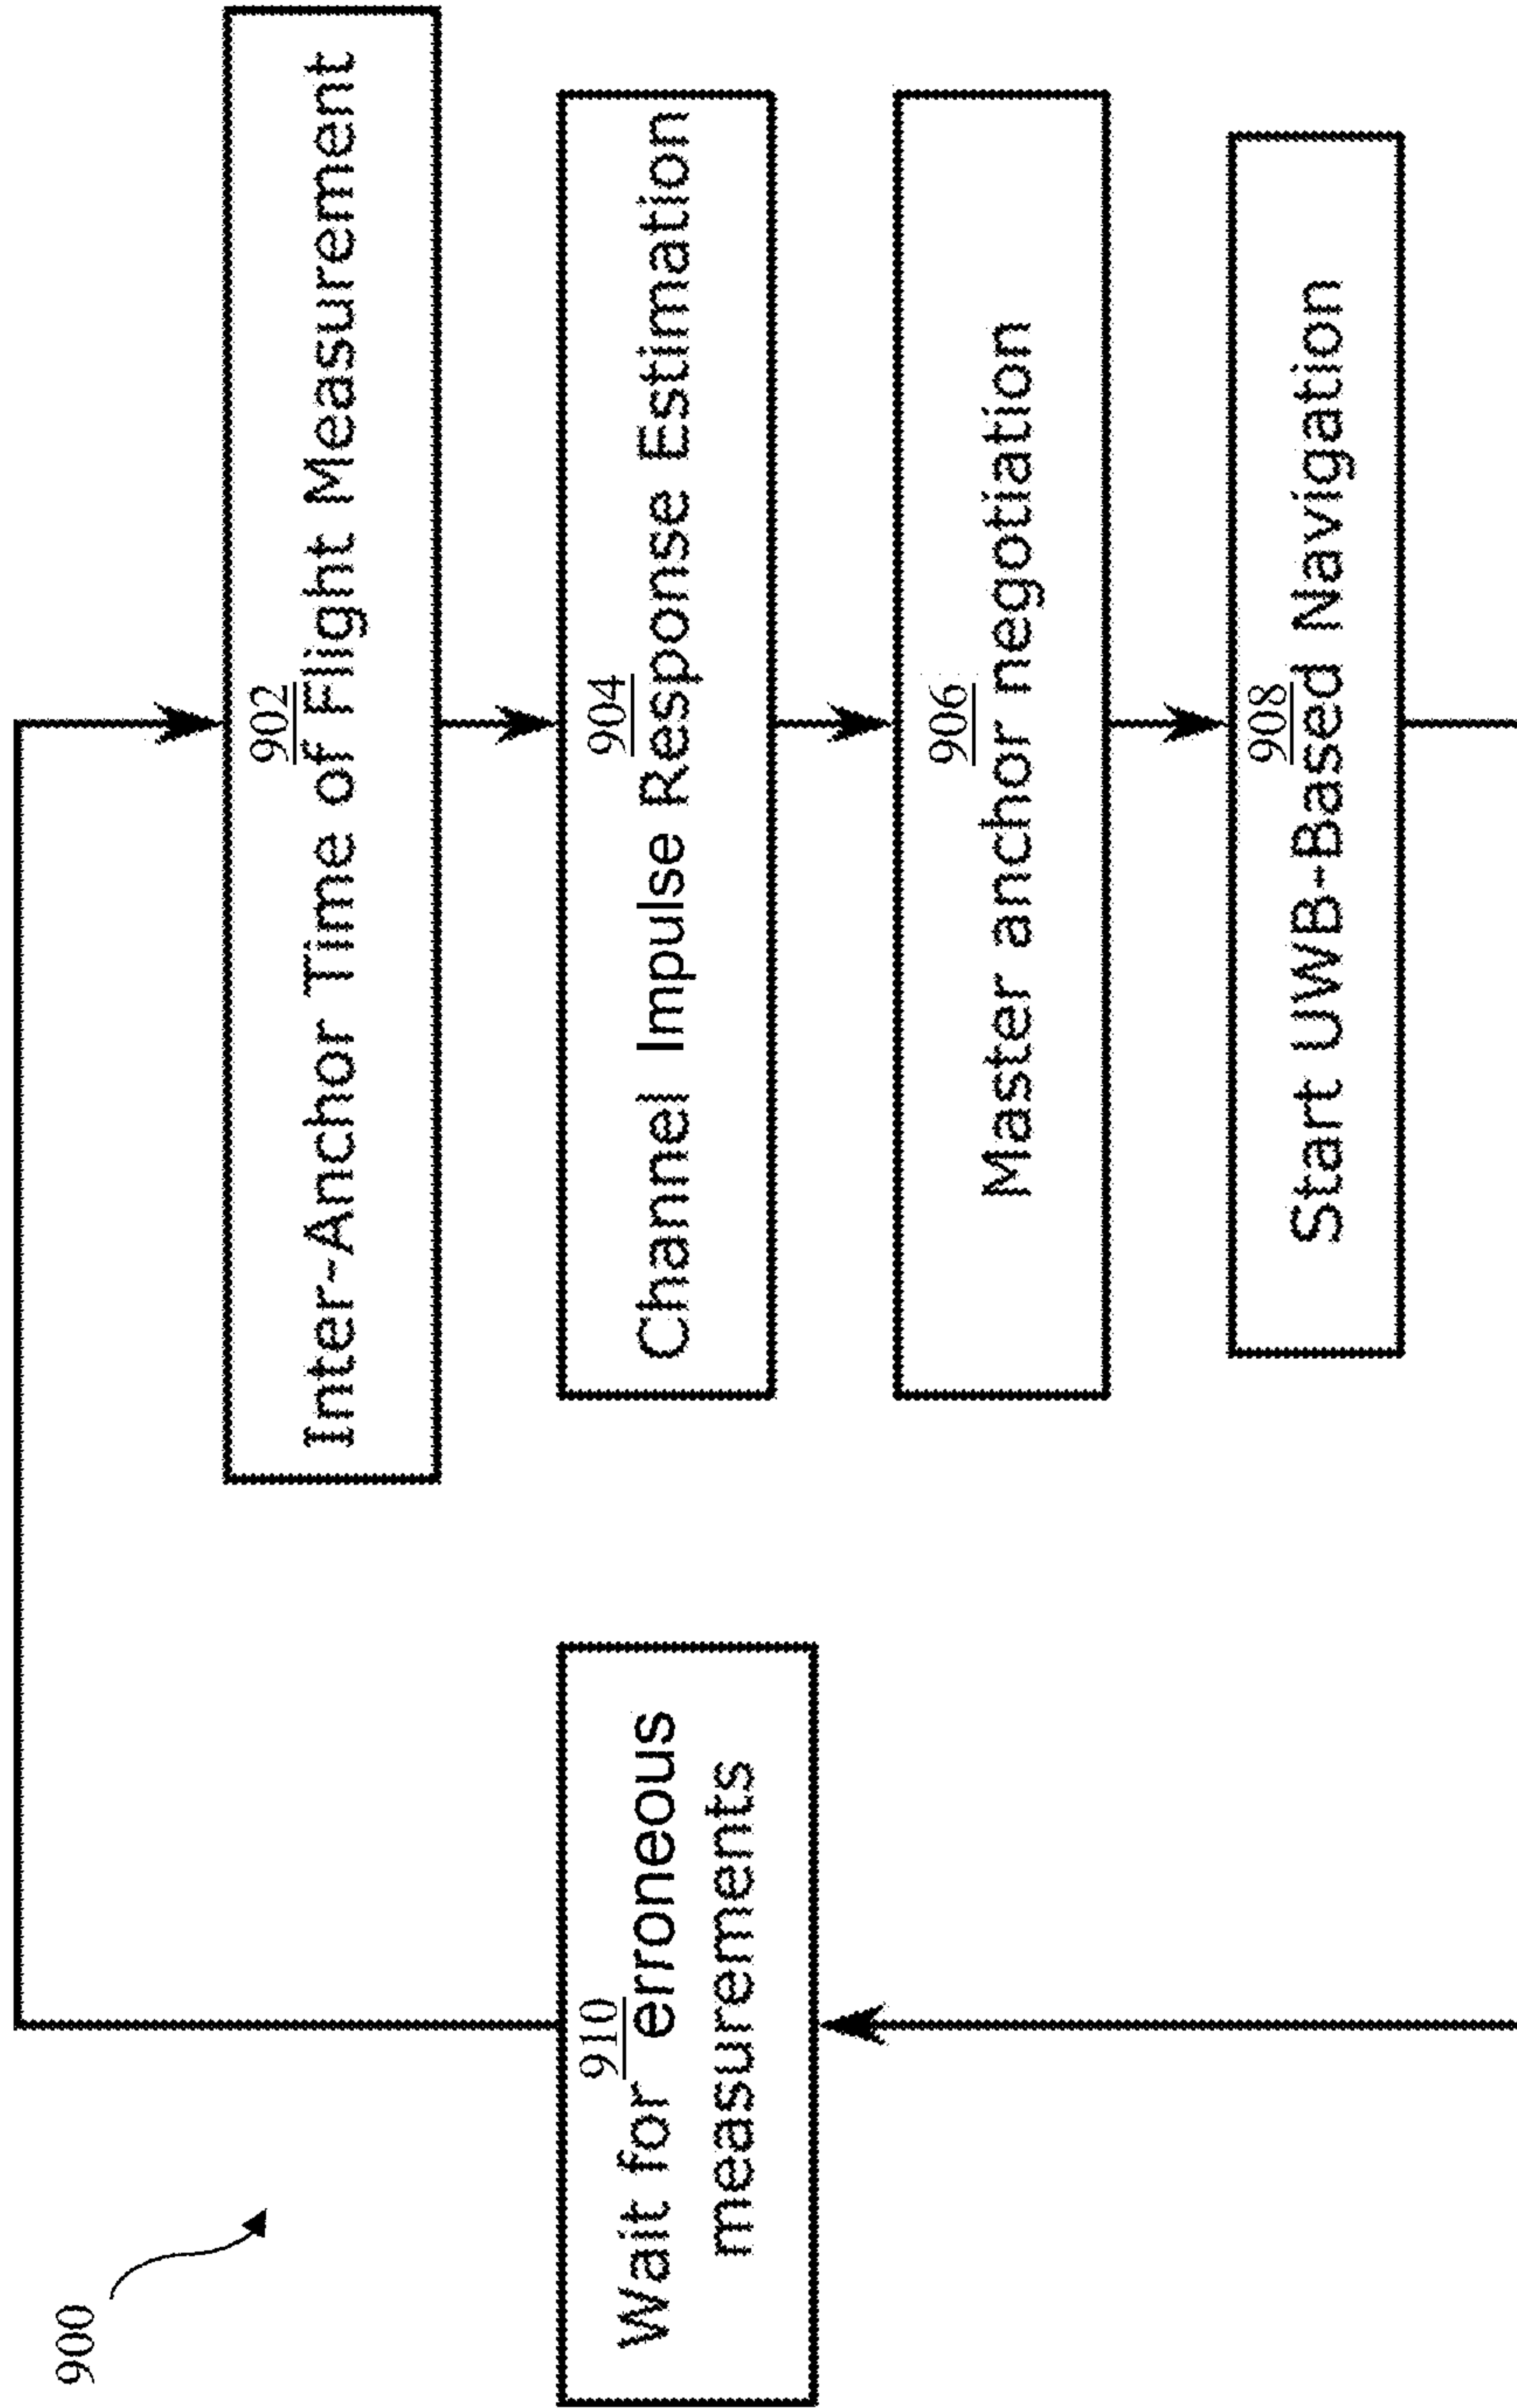 900
902
Inter-Anchor Time of Flight Measurement
904
Channel Impulse Response Estimation
906
Master anchor negotiation
908
Start UWB-Based Navigation
910
Wait for erroneous
measurements